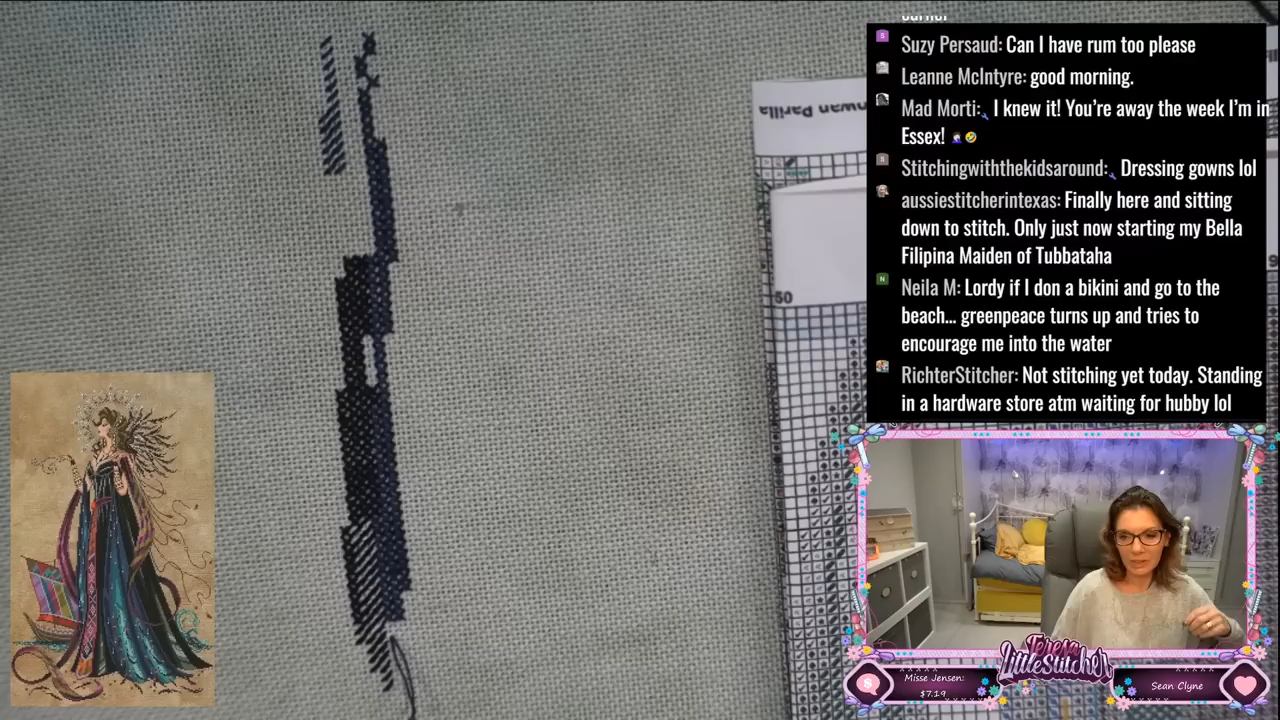 Suzy Persaud: Can I have rum too please
Leanne McIntyre: good morning.
Mad Morti: I knew it! You're away the week I'm in
Essex! 🤦🏻‍♀️🤣
Stitchingwiththekidsaround: Dressing gowns lol
aussiestitcherintexas: Finally here and sitting
down to stitch. Only just now starting my Bella
Filipina Maiden of Tubbataha
Neila M: Lordy if I don a bikini and go to the
beach... greenpeace turns up and tries to
encourage me into the water
RichterStitcher: Not stitching yet today. Standing
in a hardware store atm waiting for hubby lol
owan Parilla
50
Teresa
LittleStitcher
Misse Jensen:
$7.19
Sean Clyne